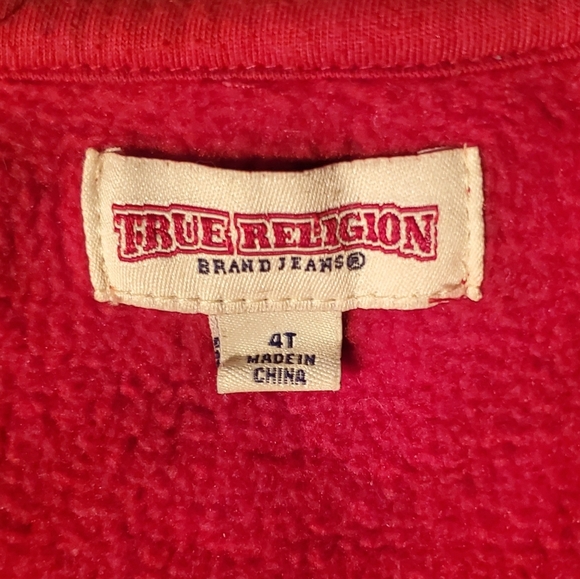 TRUE RELIGION
BRAND JEANS®
4T
MADE IN
CHINA